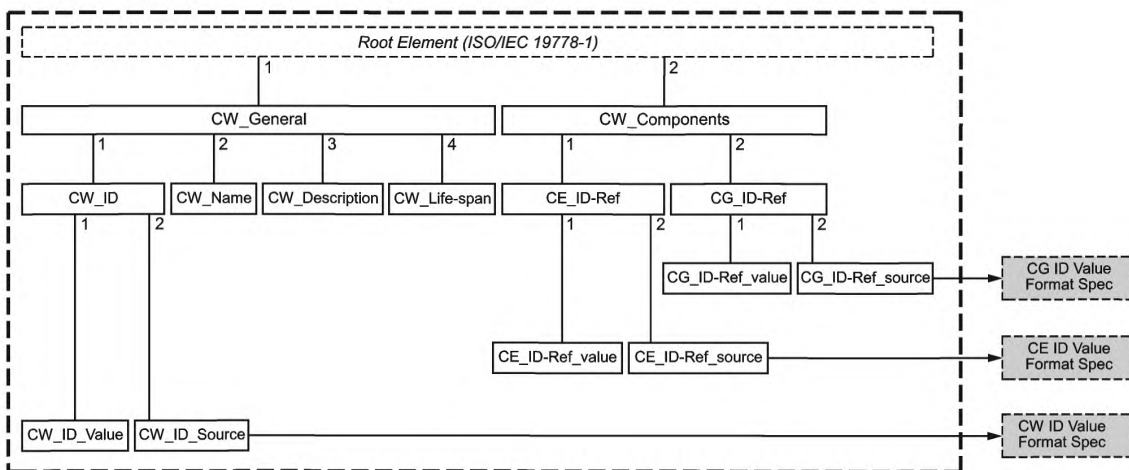 Root Element (ISO/IEC 19778-1)
1
2
CW_General
CW_Components
1
2
3
4
1
2
CW_ID
CW_Name
CW_Description
CW_Life-span
CE_ID-Ref
CG_ID-Ref
1
2
1
2
1
2
CG_ID-Ref_value
CG_ID-Ref_source
CG ID Value
Format Spec
CE_ID-Ref_value
CE_ID-Ref_source
CE ID Value
Format Spec
CW_ID_Value
CW_ID_Source
CW ID Value
Format Spec